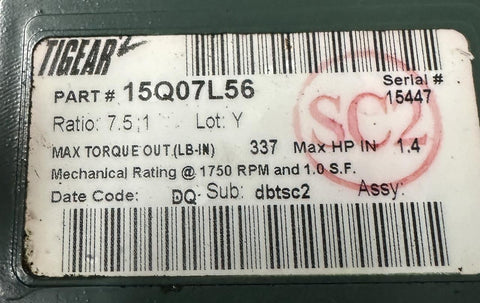 TIGEAR
Serial #
PART # 15Q07L56 15447
Ratio: 7.5:1 Lot: Y
SC2
MAX TORQUE OUT.(LB-IN) 337 Max HP IN 1.4
Mechanical Rating @ 1750 RPM and 1.0 S.F.
Date Code: DQ Sub: dbtsc2 Assy: